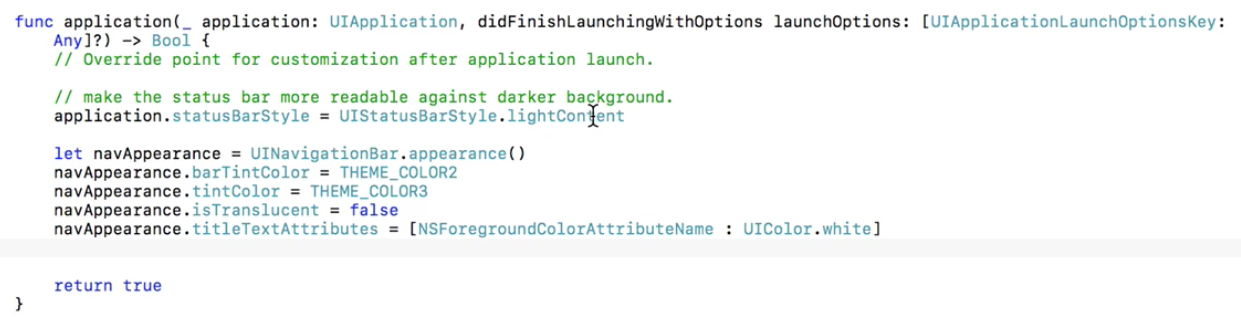 func application(_ application: UIApplication, didFinishLaunchingWithOptions launchOptions: [UIApplicationLaunchOptionsKey:
Any]?) -> Bool {
// Override point for customization after application launch.
// make the status bar more readable against darker background.
application.statusBarStyle = UIStatusBarStyle.lightContent
let navAppearance = UINavigationBar.appearance()
navAppearance.barTintColor = THEME_COLOR2
navAppearance.tintColor = THEME_COLOR3
navAppearance.isTranslucent = false
navAppearance.titleTextAttributes = [NSForegroundColorAttributeName : UIColor.white]
return true
}